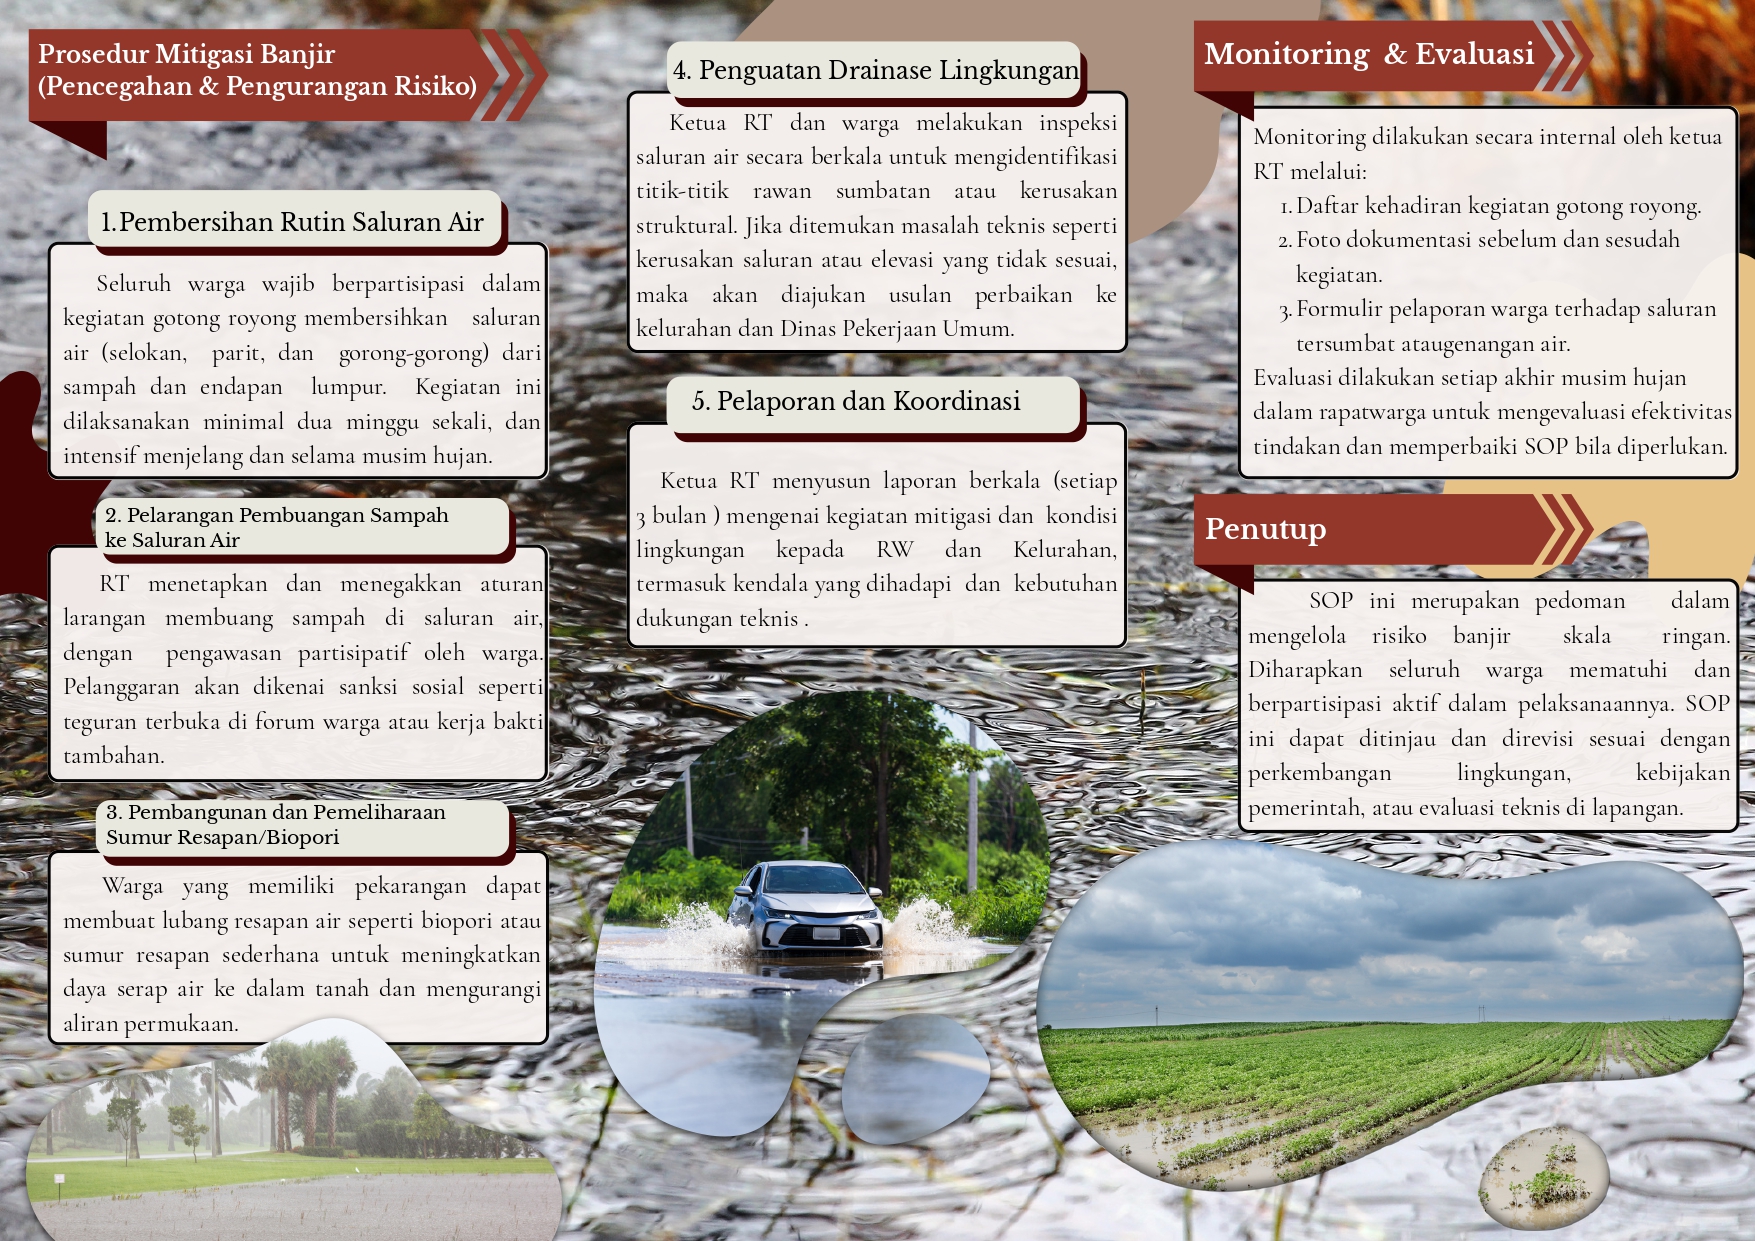 Prosedur Mitigasi Banjir
(Pencegahan & Pengurangan Risiko)
1.Pembersihan Rutin Saluran Air
Seluruh warga wajib berpartisipasi dalam
kegiatan gotong royong membersihkan saluran
air (selokan, parit, dan gorong-gorong) dari
sampah dan endapan lumpur. Kegiatan ini
dilaksanakan minimal dua minggu sekali, dan
intensif menjelang dan selama musim hujan.
2. Pelarangan Pembuangan Sampah
ke Saluran Air
RT menetapkan dan menegakkan aturan
larangan membuang sampah di saluran air,
dengan pengawasan partisipatif oleh warga.
Pelanggaran akan dikenai sanksi sosial seperti
teguran terbuka di forum warga atau kerja bakti
tambahan.
3. Pembangunan dan Pemeliharaan
Sumur Resapan/Biopori
Warga yang memiliki pekarangan dapat
membuat lubang resapan air seperti biopori atau
sumur resapan sederhana untuk meningkatkan
daya serap air ke dalam tanah dan mengurangi
aliran permukaan.
4. Penguatan Drainase Lingkungan
Ketua RT dan warga melakukan inspeksi
saluran air secara berkala untuk mengidentifikasi
titik-titik rawan sumbatan atau kerusakan
struktural. Jika ditemukan masalah teknis seperti
kerusakan saluran atau elevasi yang tidak sesuai,
maka akan diajukan usulan perbaikan ke
kelurahan dan Dinas Pekerjaan Umum.
5. Pelaporan dan Koordinasi
Ketua RT menyusun laporan berkala (setiap
3 bulan ) mengenai kegiatan mitigasi dan kondisi
lingkungan kepada RW dan Kelurahan,
termasuk kendala yang dihadapi dan kebutuhan
dukungan teknis .
Monitoring & Evaluasi
Monitoring dilakukan secara internal oleh ketua
RT melalui:
1. Daftar kehadiran kegiatan gotong royong.
2. Foto dokumentasi sebelum dan sesudah
kegiatan.
3. Formulir pelaporan warga terhadap saluran
tersumbat ataugenangan air.
Evaluasi dilakukan setiap akhir musim hujan
dalam rapatwarga untuk mengevaluasi efektivitas
tindakan dan memperbaiki SOP bila diperlukan.
Penutup
SOP ini merupakan pedoman dalam
mengelola risiko banjir skala ringan.
Diharapkan seluruh warga mematuhi dan
berpartisipasi aktif dalam pelaksanaannya. SOP
ini dapat ditinjau dan direvisi sesuai dengan
perkembangan lingkungan, kebijakan
pemerintah, atau evaluasi teknis di lapangan.